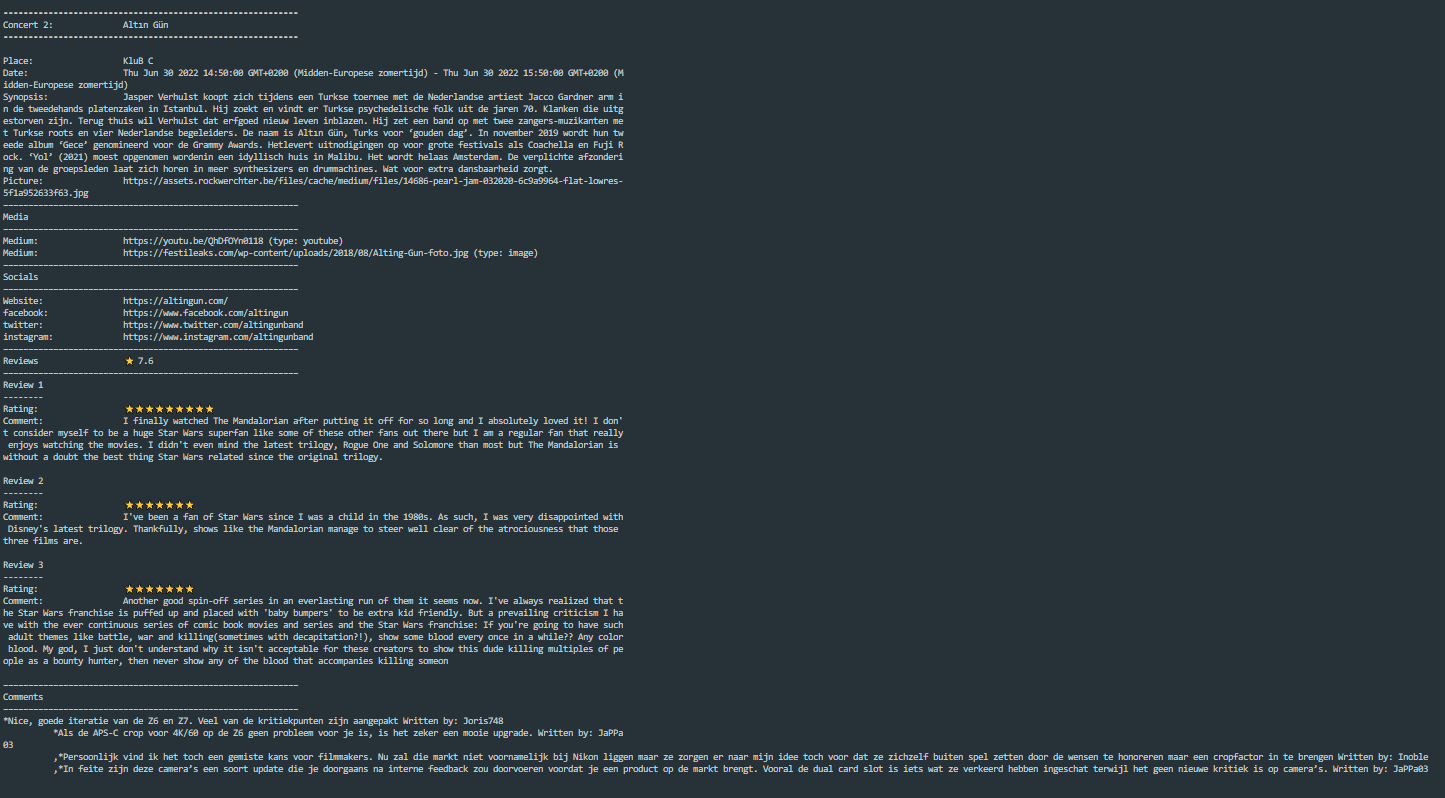 -----------------------------------------------------------
Concert 2:              Altın Gün
-----------------------------------------------------------
Place:                  KluB C
Date:                   Thu Jun 30 2022 14:50:00 GMT+0200 (Midden-Europese zomertijd) - Thu Jun 30 2022 15:50:00 GMT+0200 (M
idden-Europese zomertijd)
Synopsis:               Jasper Verhulst koopt zich tijdens een Turkse toernee met de Nederlandse artiest Jacco Gardner arm i
n de tweedehands platenzaken in Istanbul. Hij zoekt en vindt er Turkse psychedelische folk uit de jaren 70. Klanken die uitg
estorven zijn. Terug thuis wil Verhulst dat erfgoed nieuw leven inblazen. Hij zet een band op met twee zangers-muzikanten me
t Turkse roots en vier Nederlandse begeleiders. De naam is Altın Gün, Turks voor ‘gouden dag’. In november 2019 wordt hun tw
eede album ‘Gece’ genomineerd voor de Grammy Awards. Hetlevert uitnodigingen op voor grote festivals als Coachella en Fuji R
ock. ‘Yol’ (2021) moest opgenomen wordenin een idyllisch huis in Malibu. Het wordt helaas Amsterdam. De verplichte afzonderi
ng van de groepsleden laat zich horen in meer synthesizers en drummachines. Wat voor extra dansbaarheid zorgt.
Picture:                https://assets.rockwerchter.be/files/cache/medium/files/14686-pearl-jam-032020-6c9a9964-flat-lowres-
5f1a952633f63.jpg
-----------------------------------------------------------
Media
-----------------------------------------------------------
Medium:                 https://youtu.be/QhDfOYn0118 (type: youtube)
Medium:                 https://festileaks.com/wp-content/uploads/2018/08/Alting-Gun-foto.jpg (type: image)
-----------------------------------------------------------
Socials
-----------------------------------------------------------
Website:                https://altingun.com/
facebook:               https://www.facebook.com/altingun
twitter:                https://www.twitter.com/altingunband
instagram:              https://www.instagram.com/altingunband
-----------------------------------------------------------
Reviews                 ⭐ 7.6
-----------------------------------------------------------
Review 1
--------
Rating:                 ⭐⭐⭐⭐⭐⭐⭐⭐⭐
Comment:                I finally watched The Mandalorian after putting it off for so long and I absolutely loved it! I don'
t consider myself to be a huge Star Wars superfan like some of these other fans out there but I am a regular fan that really
 enjoys watching the movies. I didn't even mind the latest trilogy, Rogue One and Solomore than most but The Mandalorian is
without a doubt the best thing Star Wars related since the original trilogy.
Review 2
--------
Rating:                 ⭐⭐⭐⭐⭐⭐⭐
Comment:                I've been a fan of Star Wars since I was a child in the 1980s. As such, I was very disappointed with
 Disney's latest trilogy. Thankfully, shows like the Mandalorian manage to steer well clear of the atrociousness that those
three films are.
Review 3
--------
Rating:                 ⭐⭐⭐⭐⭐⭐⭐
Comment:                Another good spin-off series in an everlasting run of them it seems now. I've always realized that t
he Star Wars franchise is puffed up and placed with 'baby bumpers' to be extra kid friendly. But a prevailing criticism I ha
ve with the ever continuous series of comic book movies and series and the Star Wars franchise: If you're going to have such
 adult themes like battle, war and killing(sometimes with decapitation?!), show some blood every once in a while?? Any color
 blood. My god, I just don't understand why it isn't acceptable for these creators to show this dude killing multiples of pe
ople as a bounty hunter, then never show any of the blood that accompanies killing someon
-----------------------------------------------------------
Comments
-----------------------------------------------------------
*Nice, goede iteratie van de Z6 en Z7. Veel van de kritiekpunten zijn aangepakt Written by: Joris748
          *Als de APS-C crop voor 4K/60 op de Z6 geen probleem voor je is, is het zeker een mooie upgrade. Written by: JaPPa
03
          ,*Persoonlijk vind ik het toch een gemiste kans voor filmmakers. Nu zal die markt niet voornamelijk bij Nikon liggen maar ze zorgen er naar mijn idee toch voor dat ze zichzelf buiten spel zetten door de wensen te honoreren maar een cropfactor in te brengen Written by: Inoble
          ,*In feite zijn deze camera’s een soort update die je doorgaans na interne feedback zou doorvoeren voordat je een product op de markt brengt. Vooral de dual card slot is iets wat ze verkeerd hebben ingeschat terwijl het geen nieuwe kritiek is op camera’s. Written by: JaPPa03